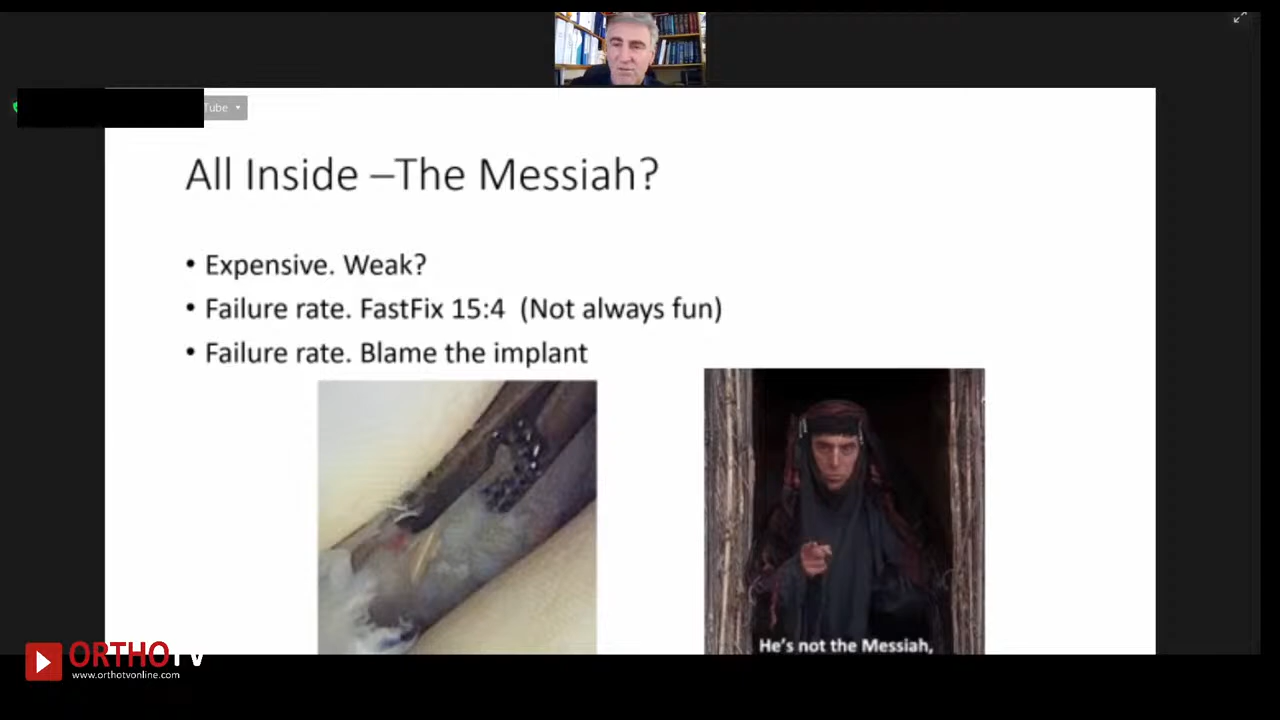 Tube
All Inside –The Messiah?
• Expensive. Weak?
• Failure rate. FastFix 15:4 (Not always fun)
• Failure rate. Blame the implant
He's not the Messiah,
ORTHOTV
www.orthotvonline.com